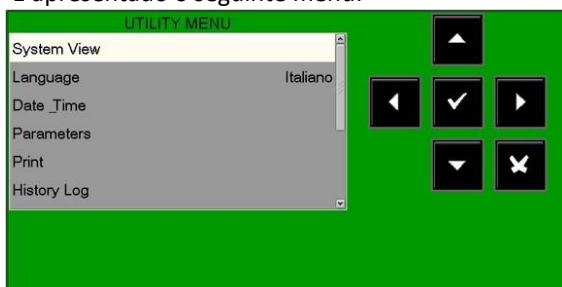 É apresentado o seguinte menu:
UTILITY MENU
System View
Language Italiano
Date_Time
Parameters
Print
History Log